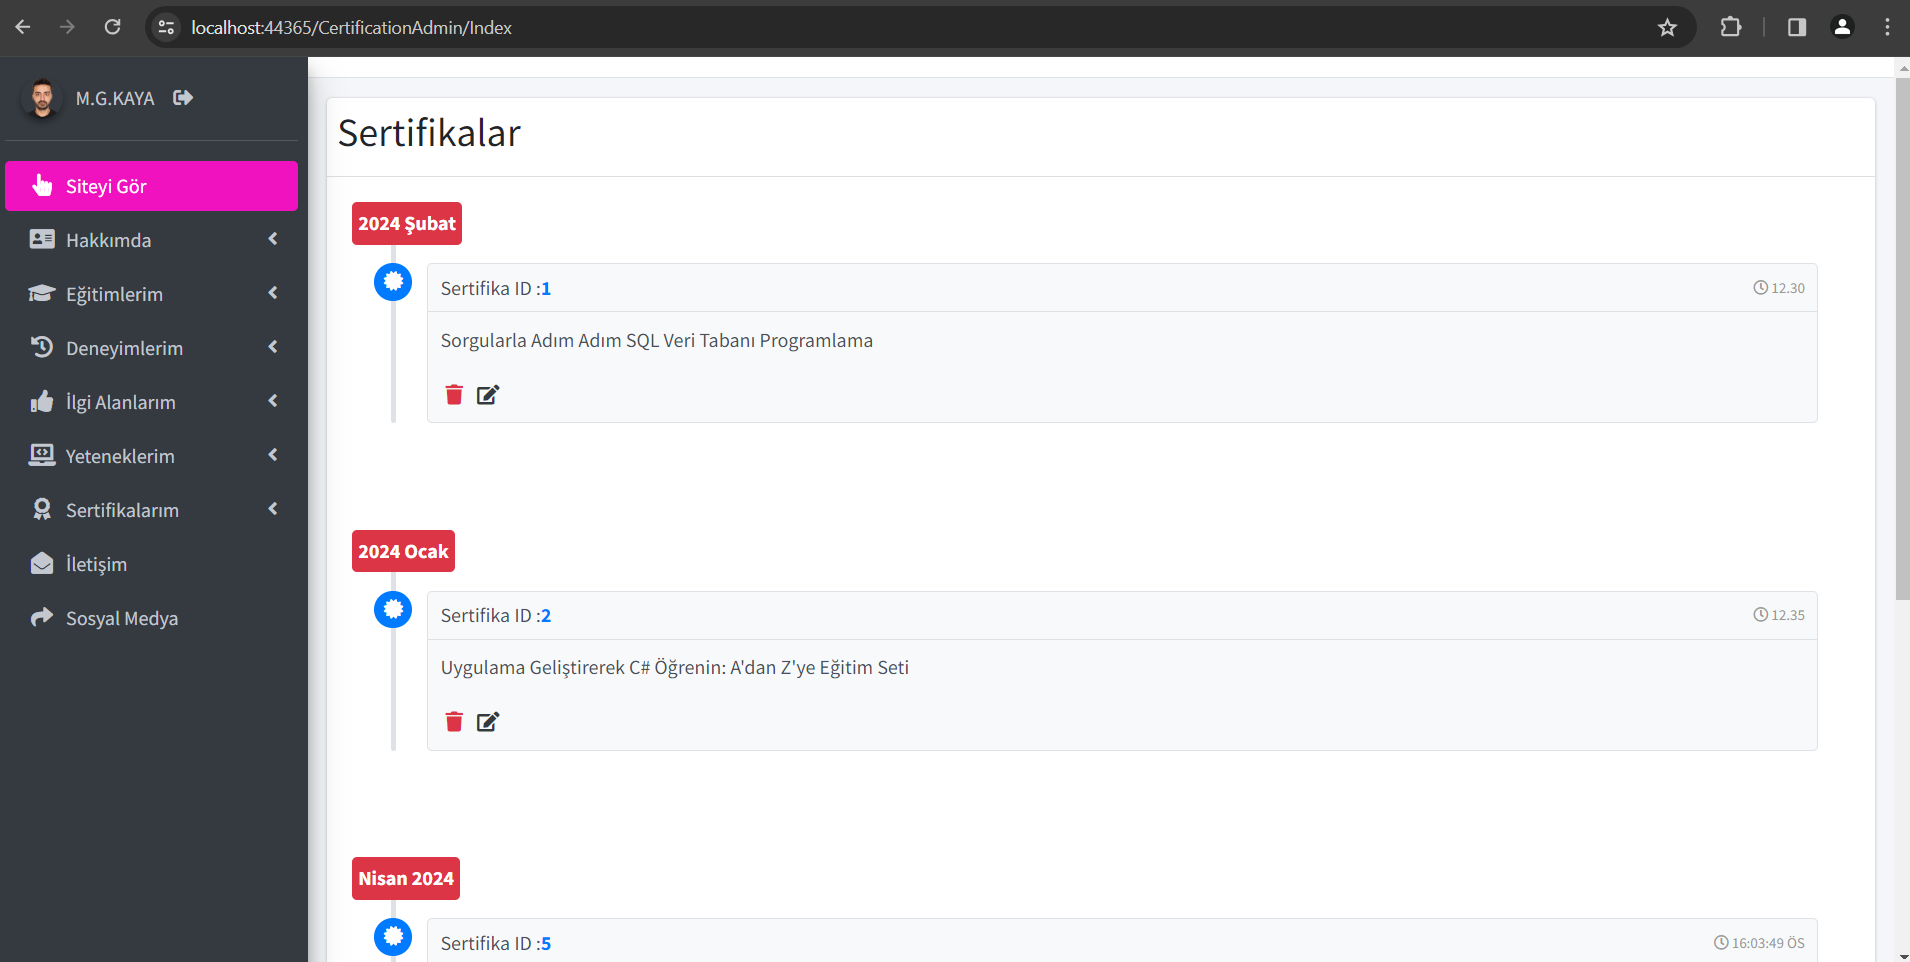 localhost:44365/CertificationAdmin/Index
M.G.KAYA
Siteyi Gör
Hakkımda
Eğitimlerim
Deneyimlerim
İlgi Alanlarım
Yeteneklerim
Sertifikalarım
İletişim
Sosyal Medya
Sertifikalar
2024 Şubat
Sertifika ID :1 12.30
Sorgularla Adım Adım SQL Veri Tabanı Programlama
2024 Ocak
Sertifika ID :2 12.35
Uygulama Geliştirerek C# Öğrenin: A'dan Z'ye Eğitim Seti
Nisan 2024
Sertifika ID :5 16:03:49 ÖS